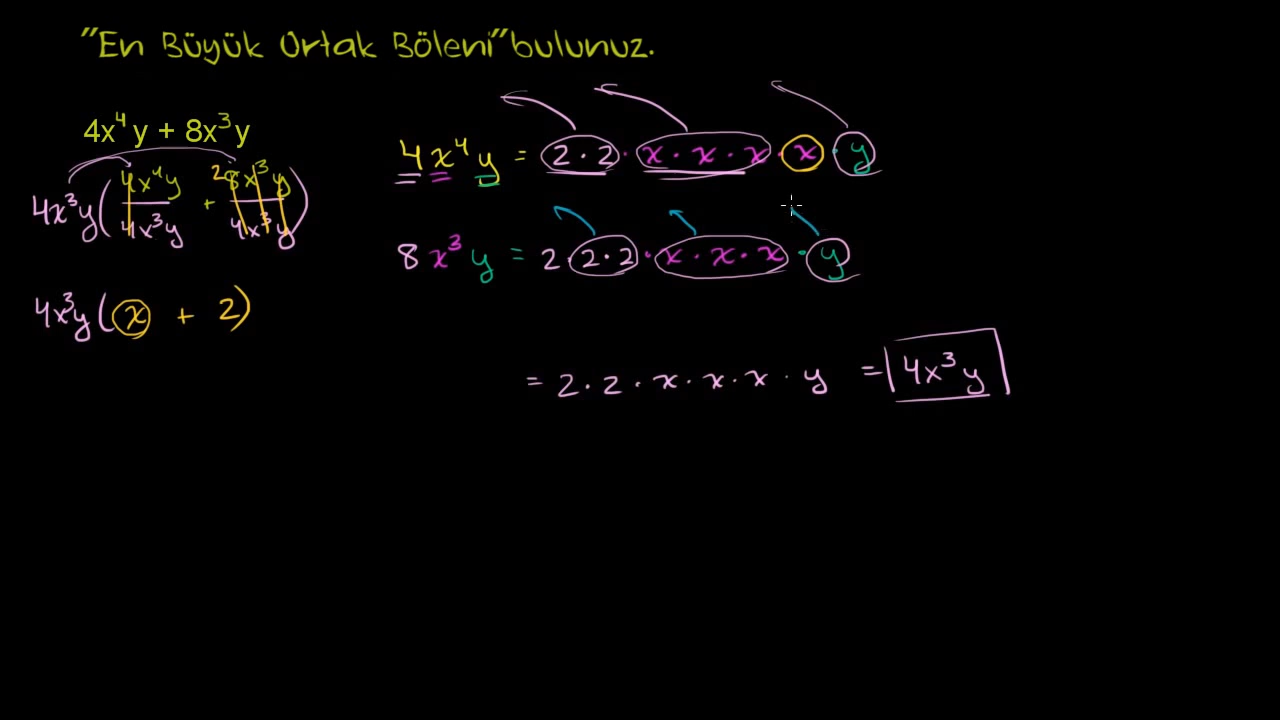 "En Büyük Ortak Böleni" bulunuz.
4x⁴y + 8x³y
4x³y ( 4x⁴y / 4x³y + 2 8x³y / 4x³y )
4x³y ( x + 2 )
4x⁴y = 2 · 2 · x · x · x · x · y
8x³y = 2 · 2 · 2 · x · x · x · y
= 2 · 2 · x · x · x · y = 4x³y